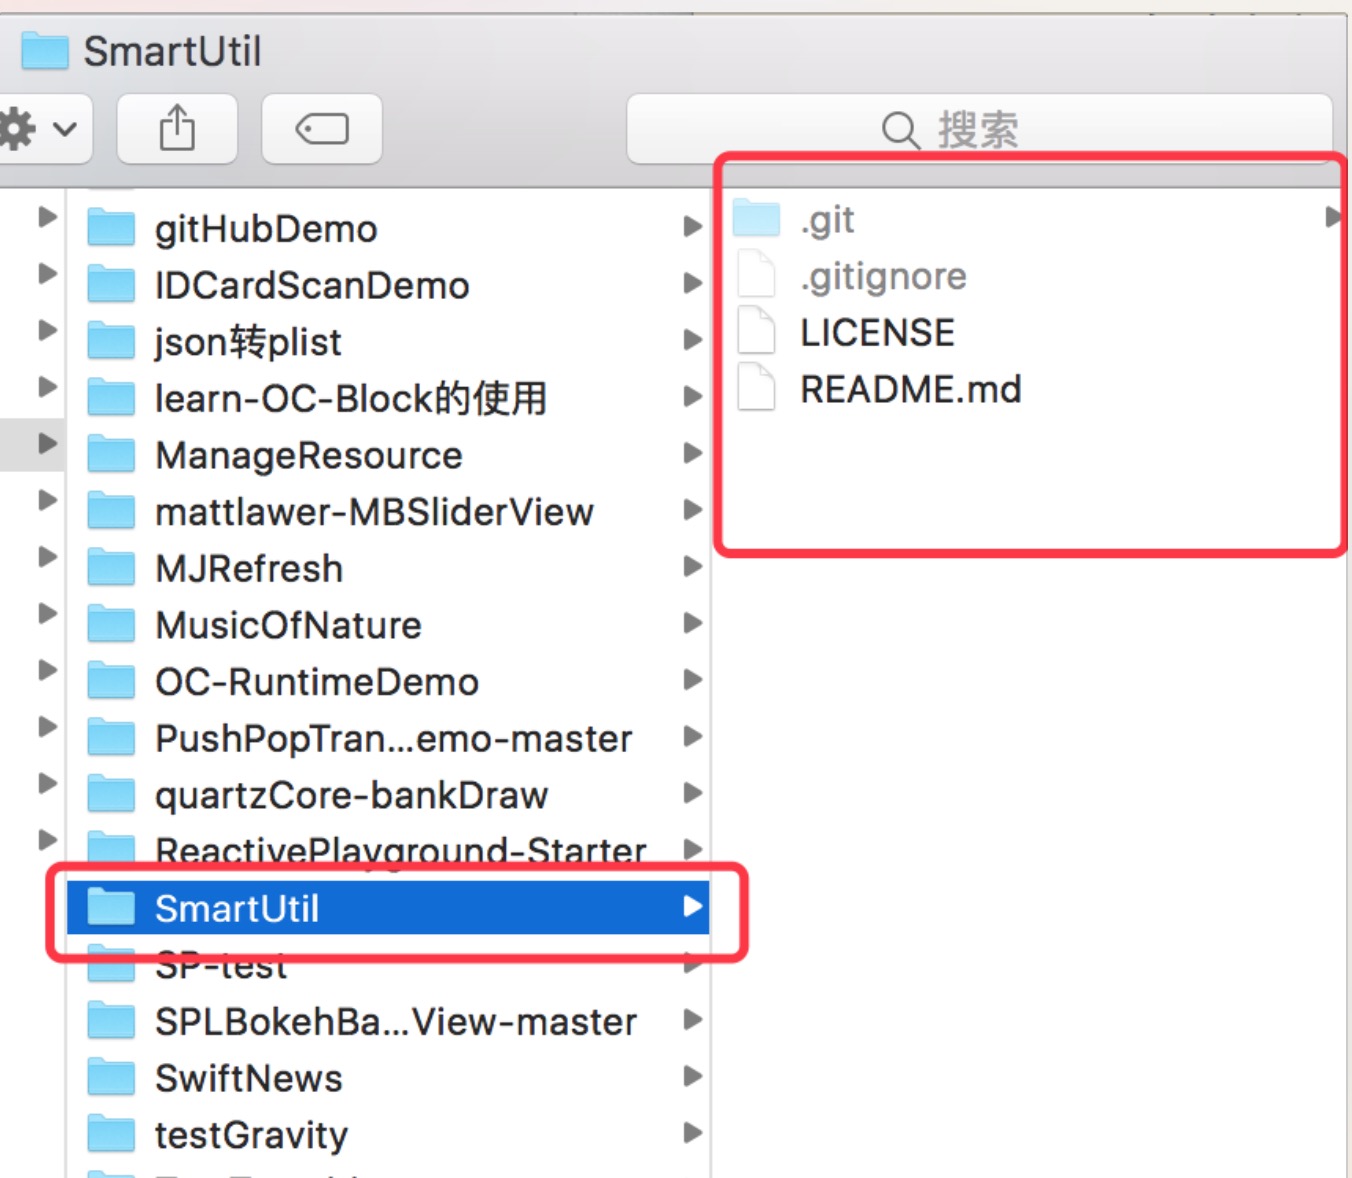 SmartUtil
搜索
gitHubDemo
IDCardScanDemo
json转plist
learn-OC-Block的使用
ManageResource
mattlawer-MBSliderView
MJRefresh
MusicOfNature
OC-RuntimeDemo
PushPopTran...emo-master
quartzCore-bankDraw
ReactivePlayground-Starter
SmartUtil
SP-test
SPLBokehBa...View-master
SwiftNews
testGravity
.git
.gitignore
LICENSE
README.md